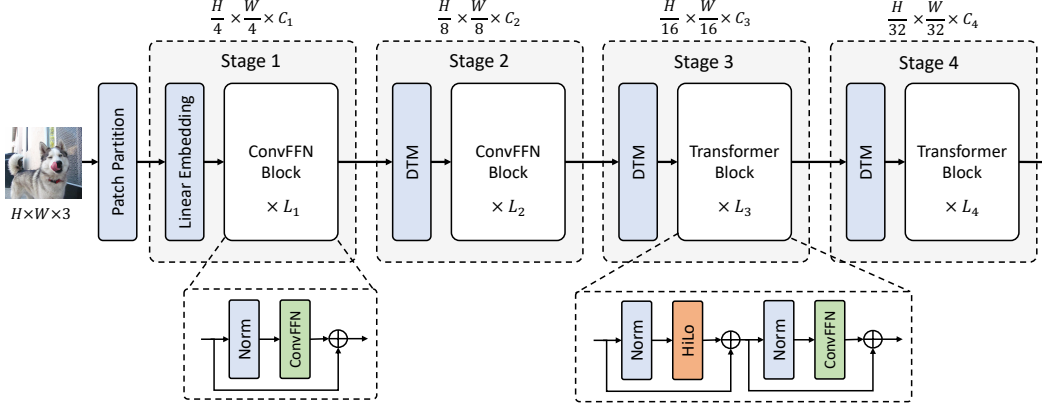 H/4 × W/4 × C₁
H/8 × W/8 × C₂
H/16 × W/16 × C₃
H/32 × W/32 × C₄
Stage 1
Stage 2
Stage 3
Stage 4
H×W×3
Patch Partition
Linear Embedding
ConvFFN
Block
× L₁
DTM
ConvFFN
Block
× L₂
DTM
Transformer
Block
× L₃
DTM
Transformer
Block
× L₄
Norm
ConvFFN
Norm
HiLo
Norm
ConvFFN